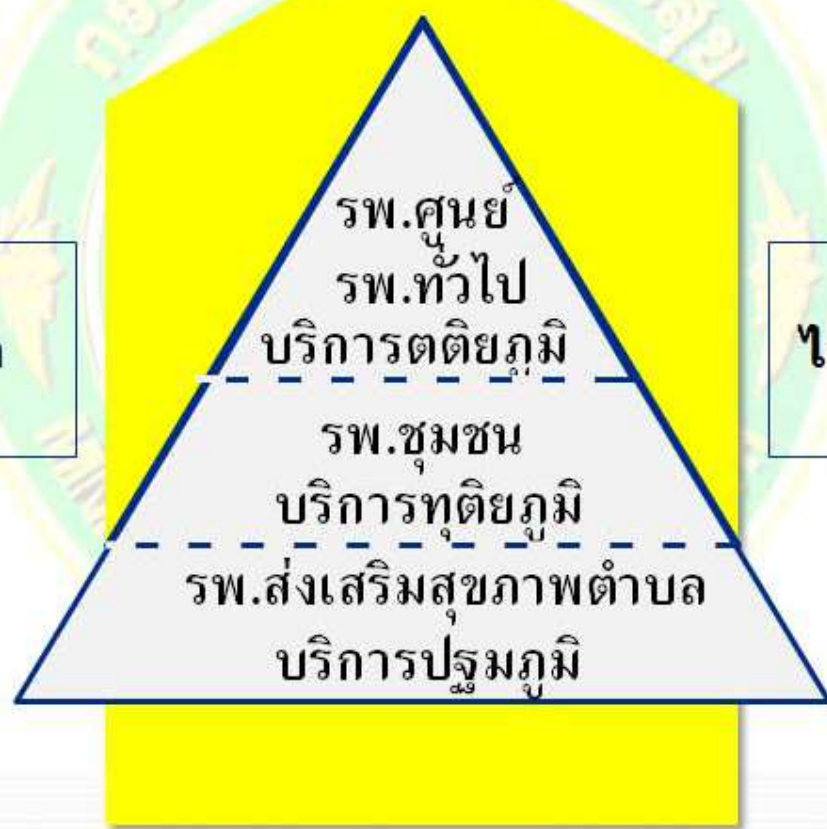 รพ.ศูนย์
รพ.ทั่วไป
บริการตติยภูมิ
รพ.ชุมชน
บริการทุติยภูมิ
รพ.ส่งเสริมสุขภาพตำบล
บริการปฐมภูมิ